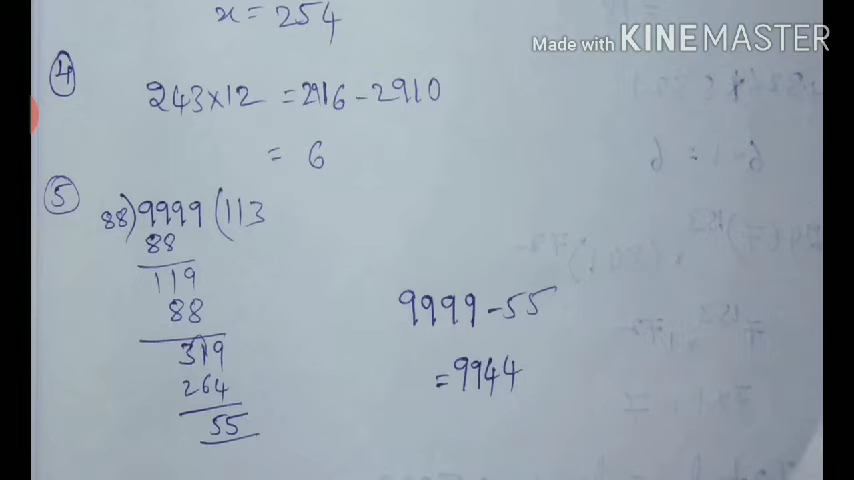 x = 254
Made with KINEMASTER
④
243×12 = 2916 - 2910
= 6
⑤
88)9999(113
88
119
88
319
264
55
9999 - 55
= 9944